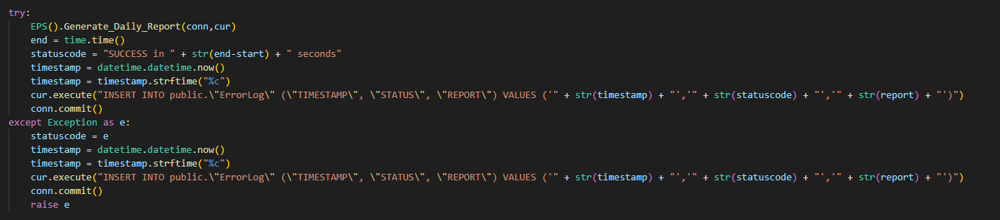 try:
    EPS().Generate_Daily_Report(conn,cur)
    end = time.time()
    statuscode = "SUCCESS in " + str(end-start) + " seconds"
    timestamp = datetime.datetime.now()
    timestamp = timestamp.strftime("%c")
    cur.execute("INSERT INTO public.\"ErrorLog\" (\"TIMESTAMP\", \"STATUS\", \"REPORT\") VALUES ('" + str(timestamp) + "','" + str(statuscode) + "','" + str(report) + "')")
    conn.commit()
except Exception as e:
    statuscode = e
    timestamp = datetime.datetime.now()
    timestamp = timestamp.strftime("%c")
    cur.execute("INSERT INTO public.\"ErrorLog\" (\"TIMESTAMP\", \"STATUS\", \"REPORT\") VALUES ('" + str(timestamp) + "','" + str(statuscode) + "','" + str(report) + "')")
    conn.commit()
    raise e